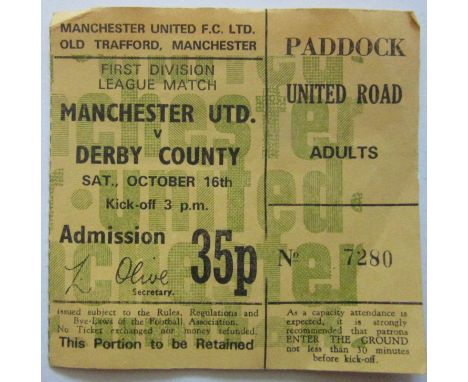 MANCHESTER UNITED F.C. LTD.
OLD TRAFFORD, MANCHESTER
FIRST DIVISION
LEAGUE MATCH
MANCHESTER UTD.
v
DERBY COUNTY
SAT., OCTOBER 16th
Kick-off 3 p.m.
Admission 35p
L. Olive
Secretary.
issued subject to the Rules, Regulations and
Bye-Laws of the Football Association.
No Ticket exchanged nor money refunded.
This Portion to be Retained
PADDOCK
UNITED ROAD
ADULTS
No 7280
As a capacity attendance is
expected, it is strongly
recommended that patrons
ENTER THE GROUND
not less than 30 minutes
before kick-off.